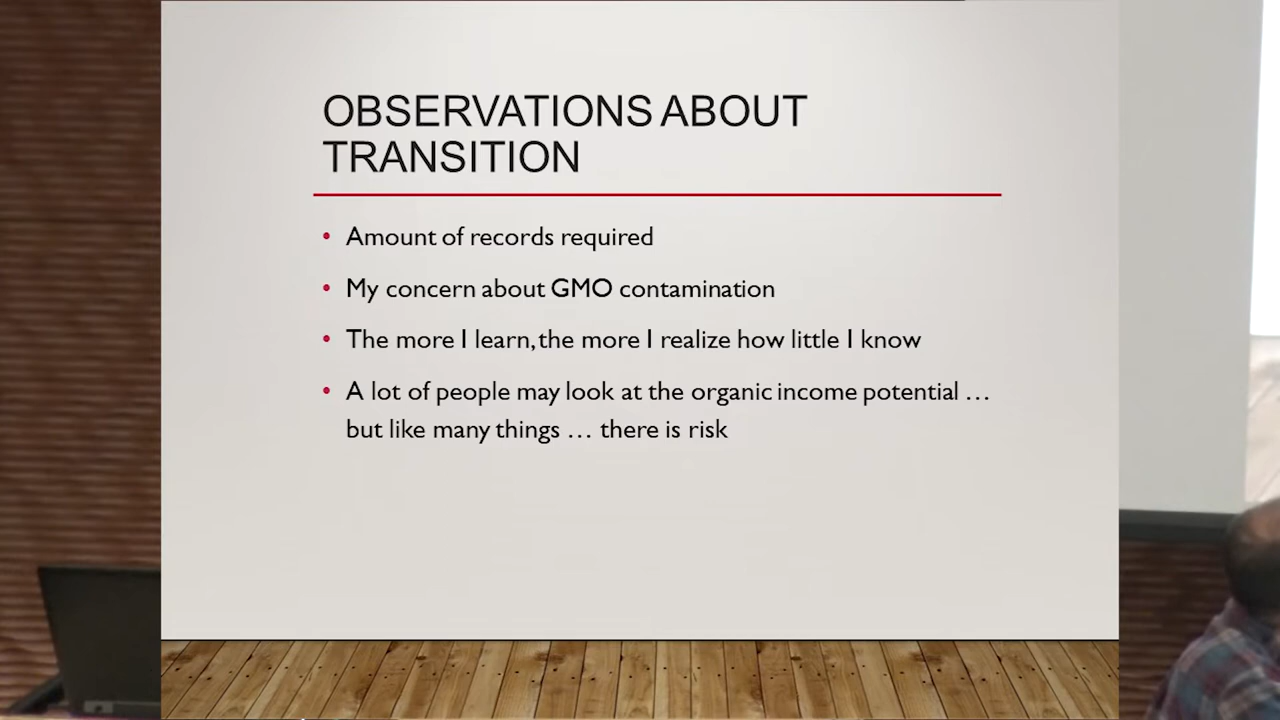 OBSERVATIONS ABOUT
TRANSITION
• Amount of records required
• My concern about GMO contamination
• The more I learn, the more I realize how little I know
• A lot of people may look at the organic income potential …
but like many things … there is risk